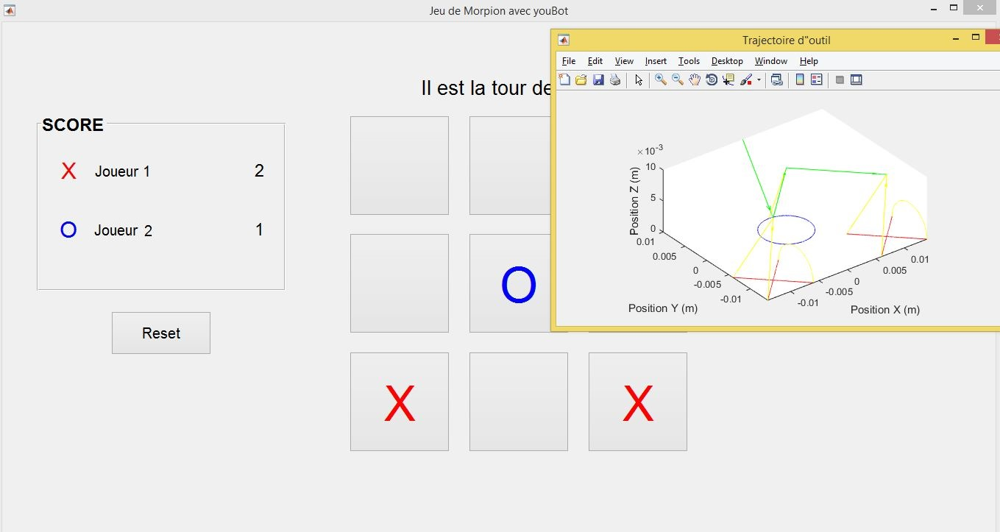 Jeu de Morpion avec youBot
Il est la tour de
SCORE
X Joueur 1 2
O Joueur 2 1
Reset
O
X X
Trajectoire d"outil
File Edit View Insert Tools Desktop Window Help
×10-3
10
5
0
Position Z (m)
0.01
0.005
0
-0.005
-0.01
Position Y (m)
0.01
0.005
0
-0.005
-0.01
Position X (m)